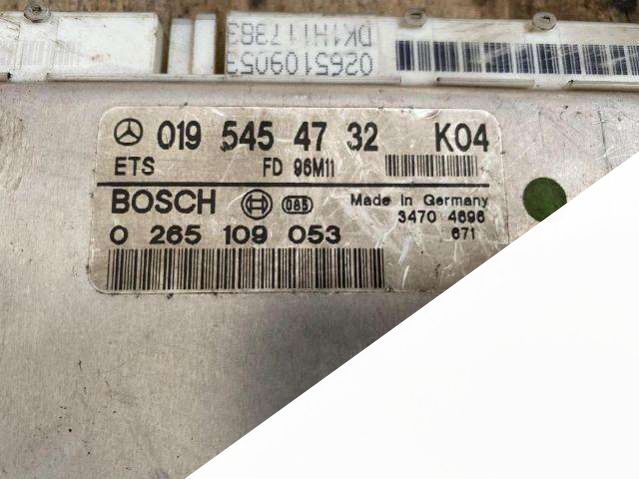 0265109053
DK1H117383
019 545 47 32 K04
ETS FD 96M11
BOSCH 085 Made in Germany
3470 4696
0 265 109 053 671